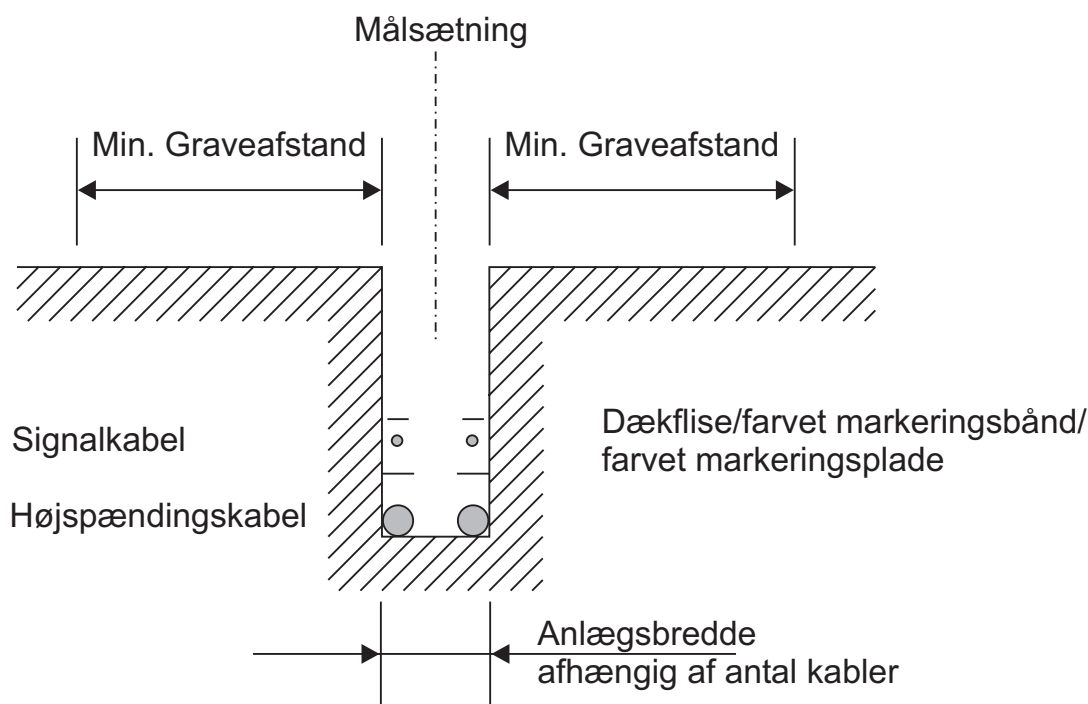 Målsætning
Min. Graveafstand
Min. Graveafstand
Signalkabel
Dækflise/farvet markeringsbånd/
farvet markeringsplade
Højspændingskabel
Anlægsbredde
afhængig af antal kabler